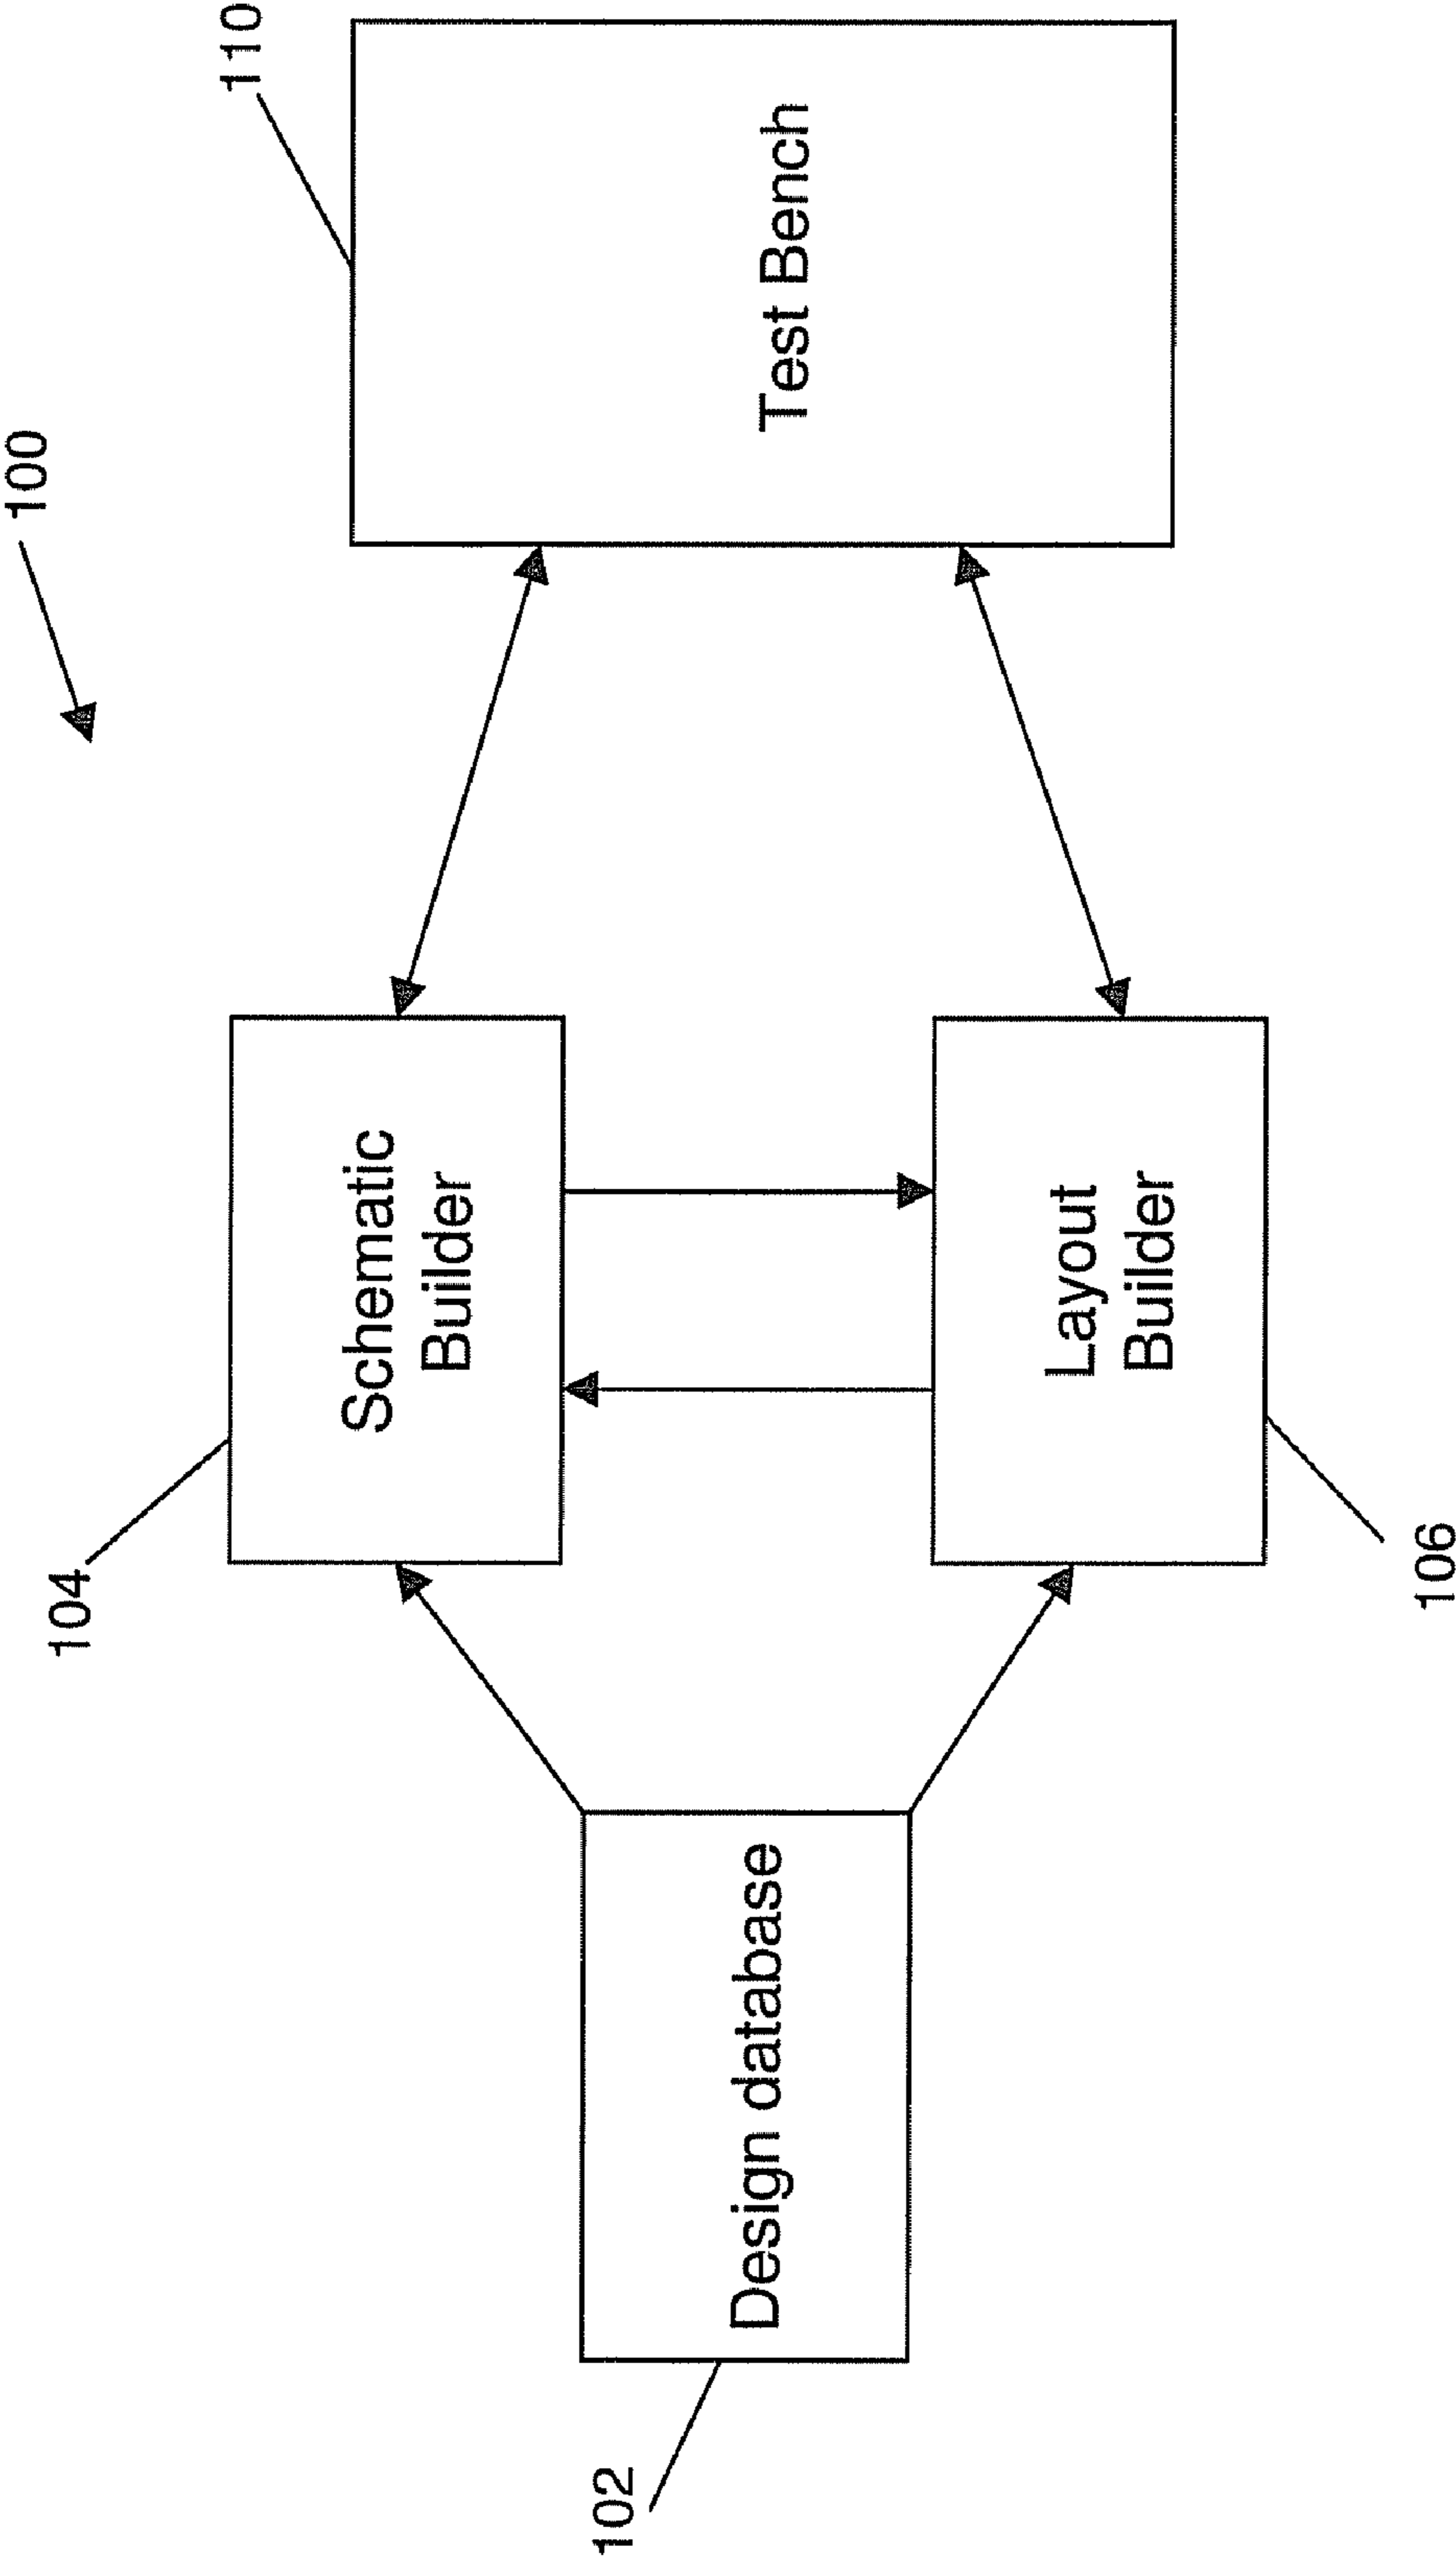 100
104
Schematic
Builder
110
102
Design database
Test Bench
Layout
Builder
106